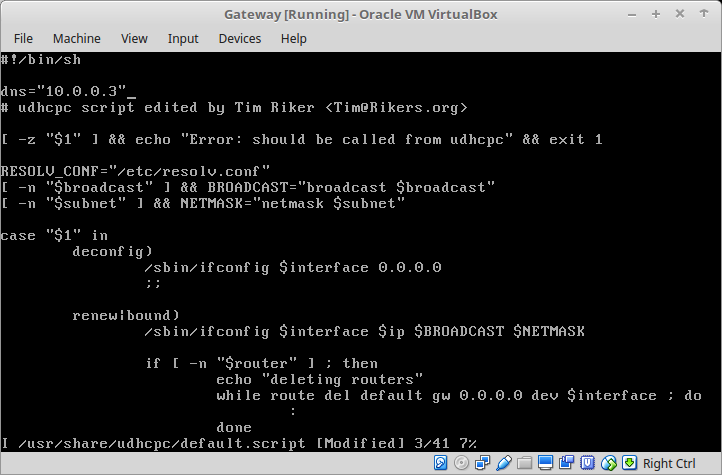 Gateway [Running] - Oracle VM VirtualBox
File Machine View Input Devices Help
#!/bin/sh
dns="10.0.0.3"_
# udhcpc script edited by Tim Riker <Tim@Rikers.org>
[ -z "$1" ] && echo "Error: should be called from udhcpc" && exit 1
RESOLV_CONF="/etc/resolv.conf"
[ -n "$broadcast" ] && BROADCAST="broadcast $broadcast"
[ -n "$subnet" ] && NETMASK="netmask $subnet"
case "$1" in
deconfig)
/sbin/ifconfig $interface 0.0.0.0
;;
renew|bound)
/sbin/ifconfig $interface $ip $BROADCAST $NETMASK
if [ -n "$router" ] ; then
echo "deleting routers"
while route del default gw 0.0.0.0 dev $interface ; do
:
done
I /usr/share/udhcpc/default.script [Modified] 3/41 7%
Right Ctrl